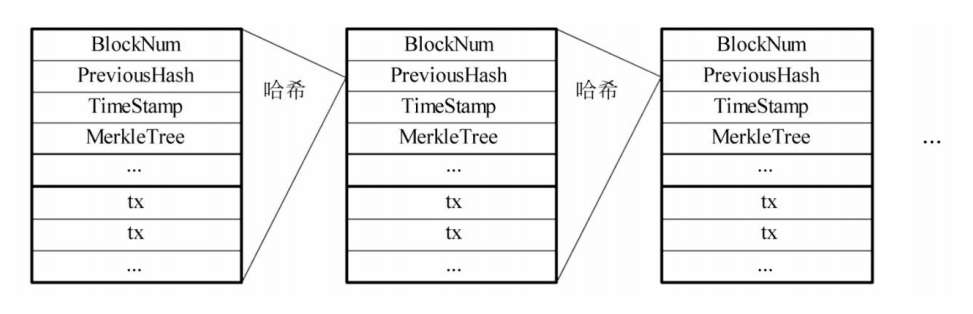 BlockNum
PreviousHash
TimeStamp
MerkleTree
...
tx
tx
...
哈希
BlockNum
PreviousHash
TimeStamp
MerkleTree
...
tx
tx
...
哈希
BlockNum
PreviousHash
TimeStamp
MerkleTree
...
tx
tx
...
...